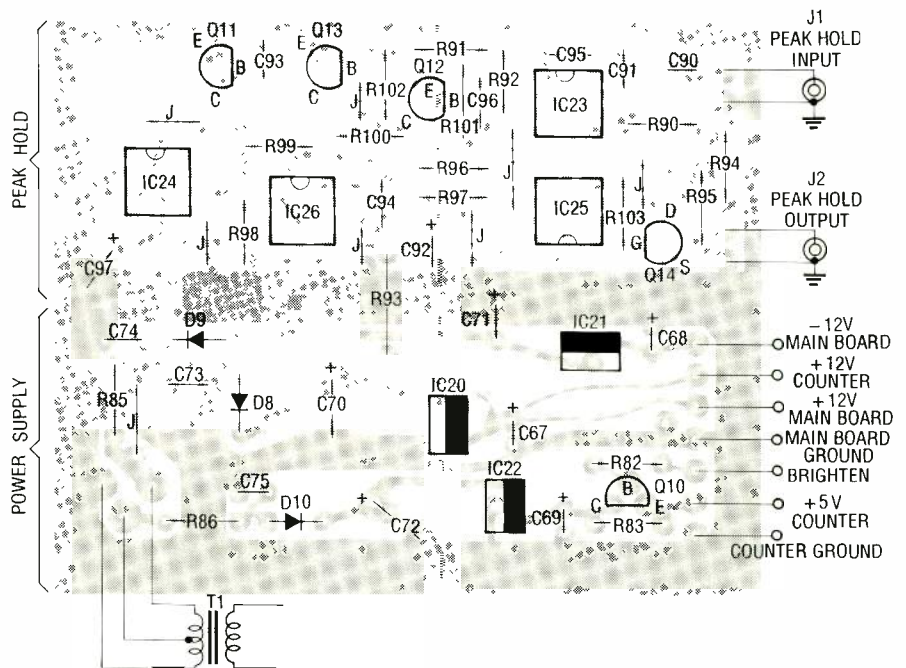 J1
PEAK HOLD
INPUT
Q11
E
B
C
C93
Q13
E
B
C
R91
Q12
E
B
C
R102
J
C96
R101
R92
C95
IC23
C91
C90
J
R100
R90
R99
IC24
IC26
R96
R97
C94
J
IC25
J
R103
R95
R94
J2
PEAK HOLD
OUTPUT
D
G
S
Q14
+
C97
J
R98
J
+
C92
J
PEAK HOLD
R93
C74
D9
+
C71
IC21
+
C68
-12V
MAIN BOARD
+12V
COUNTER
+12V
MAIN BOARD
MAIN BOARD
GROUND
BRIGHTEN
+5V
COUNTER
COUNTER GROUND
C73
R85
J
D8
+
C70
IC20
+
C67
POWER SUPPLY
C75
R86
D10
+
C72
IC22
+
C69
R82
B
Q10
C
E
R83
T1